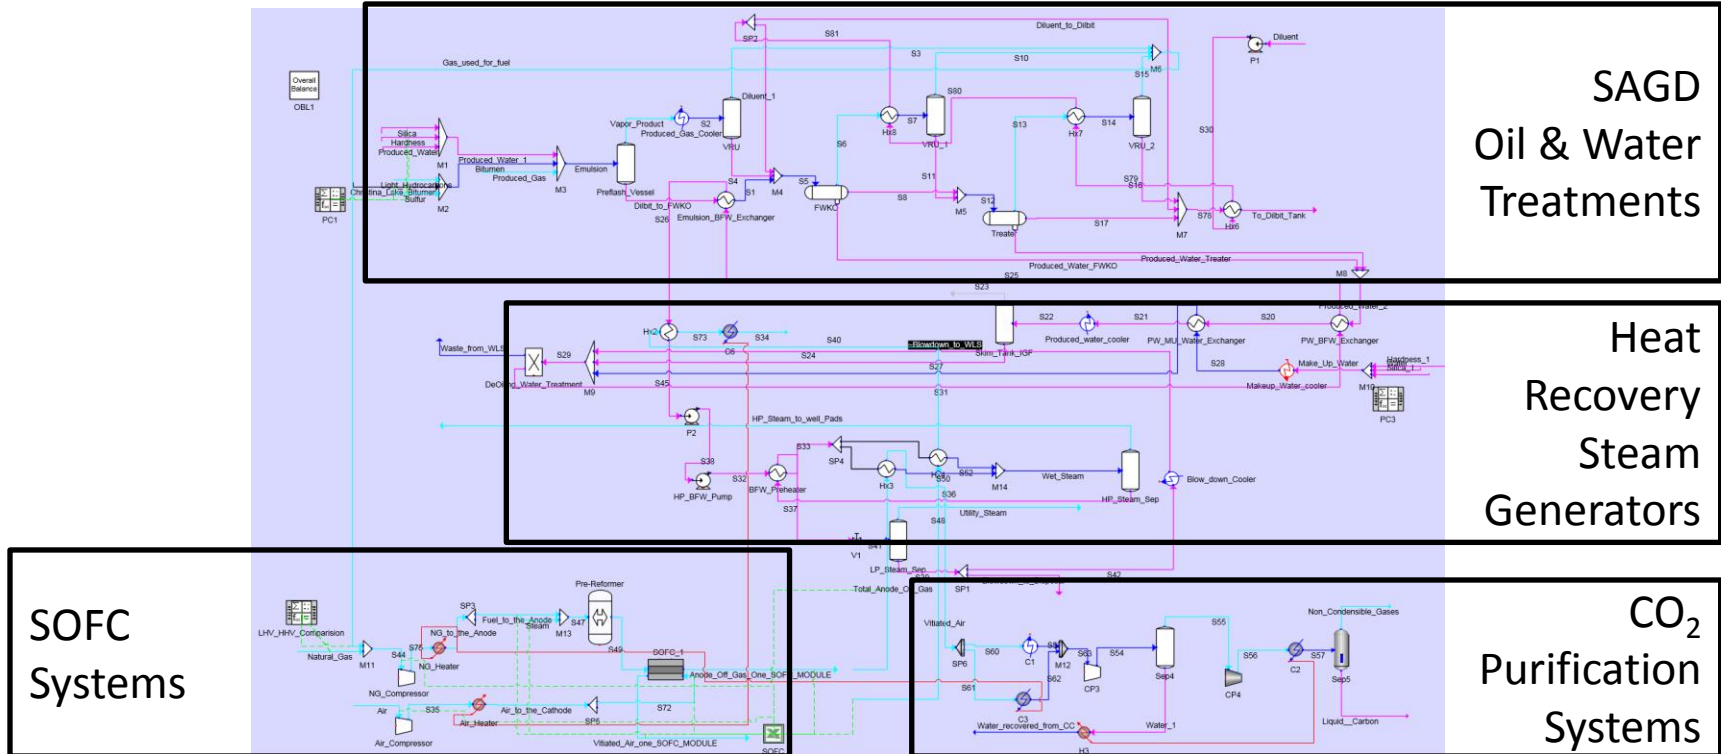 SAGD
Oil & Water
Treatments
Heat
Recovery
Steam
Generators
SOFC
Systems
CO2
Purification
Systems
Overall
Balance
OBL1
Gas_used_for_fuel
SP2
S81
Diluent_to_Dilbit
S3
S10
M6
S15
P1
Diluent
Silica
Hardness
Produced_Water
M1
Produced_Water_1
Bitumen
Produced_Gas
M3
Emulsion
Light_Hydrocarbons
Christina_Lake_Bitumen
Sulfur
M2
PC1
Vapor_Product
Produced_Gas_Cooler
S2
Diluent_1
VRU
Preflash_Vessel
Dilbit_to_FWKO
S4
S1
Emulsion_BFW_Exchanger
S26
M4
S5
FWKO
S6
Hx8
S7
VRU_1
S80
S11
S8
M5
S12
Treater
S13
Hx7
S14
VRU_2
S79
S16
S17
M7
S78
Hx6
S30
To_Dilbit_Tank
Produced_Water_FWKO
Produced_Water_Treater
M8
Produced_Water_2
S25
S23
Hx2
S73
C6
S34
S40
Blowdown_to_WLS
Skim_Tank_IGF
S22
Produced_water_cooler
S21
PW_MU_Water_Exchanger
S20
PW_BFW_Exchanger
Waste_from_WLS
S29
DeOiling_Water_Treatment
M9
S24
S27
S31
S45
S28
Make_Up_Water
Makeup_Water_cooler
M10
Hardness_1
Silica_1
PC3
P2
HP_Steam_to_well_Pads
S38
HP_BFW_Pump
S32
BFW_Preheater
S33
S37
SP4
Hx3
S50
S52
S36
M14
Wet_Steam
HP_Steam_Sep
Blow_down_Cooler
V1
S41
LP_Steam_Sep
Utility_Steam
S48
S39
SP1
S42
Total_Anode_Off_Gas
LHV_HHV_Comparision
Natural_Gas
M11
S44
NG_Compressor
S76
NG_Heater
NG_to_the_Anode
SP3
Fuel_to_the_Anode
Steam
M13
S47
Pre-Reformer
S49
SOFC_1
Anode_Off_Gas_One_SOFC_MODULE
Air
Air_Compressor
S35
Air_Heater
Air_to_the_Cathode
SP5
S72
Vitiated_Air_one_SOFC_MODULE
SOFC
Vitiated_Air
SP6
S60
S61
C1
C3
S62
S63
M12
CP3
S54
Sep4
Water_1
H3
Water_recovered_from_CC
S55
CP4
S56
C2
S57
Sep5
Non_Condensible_Gases
Liquid__Carbon